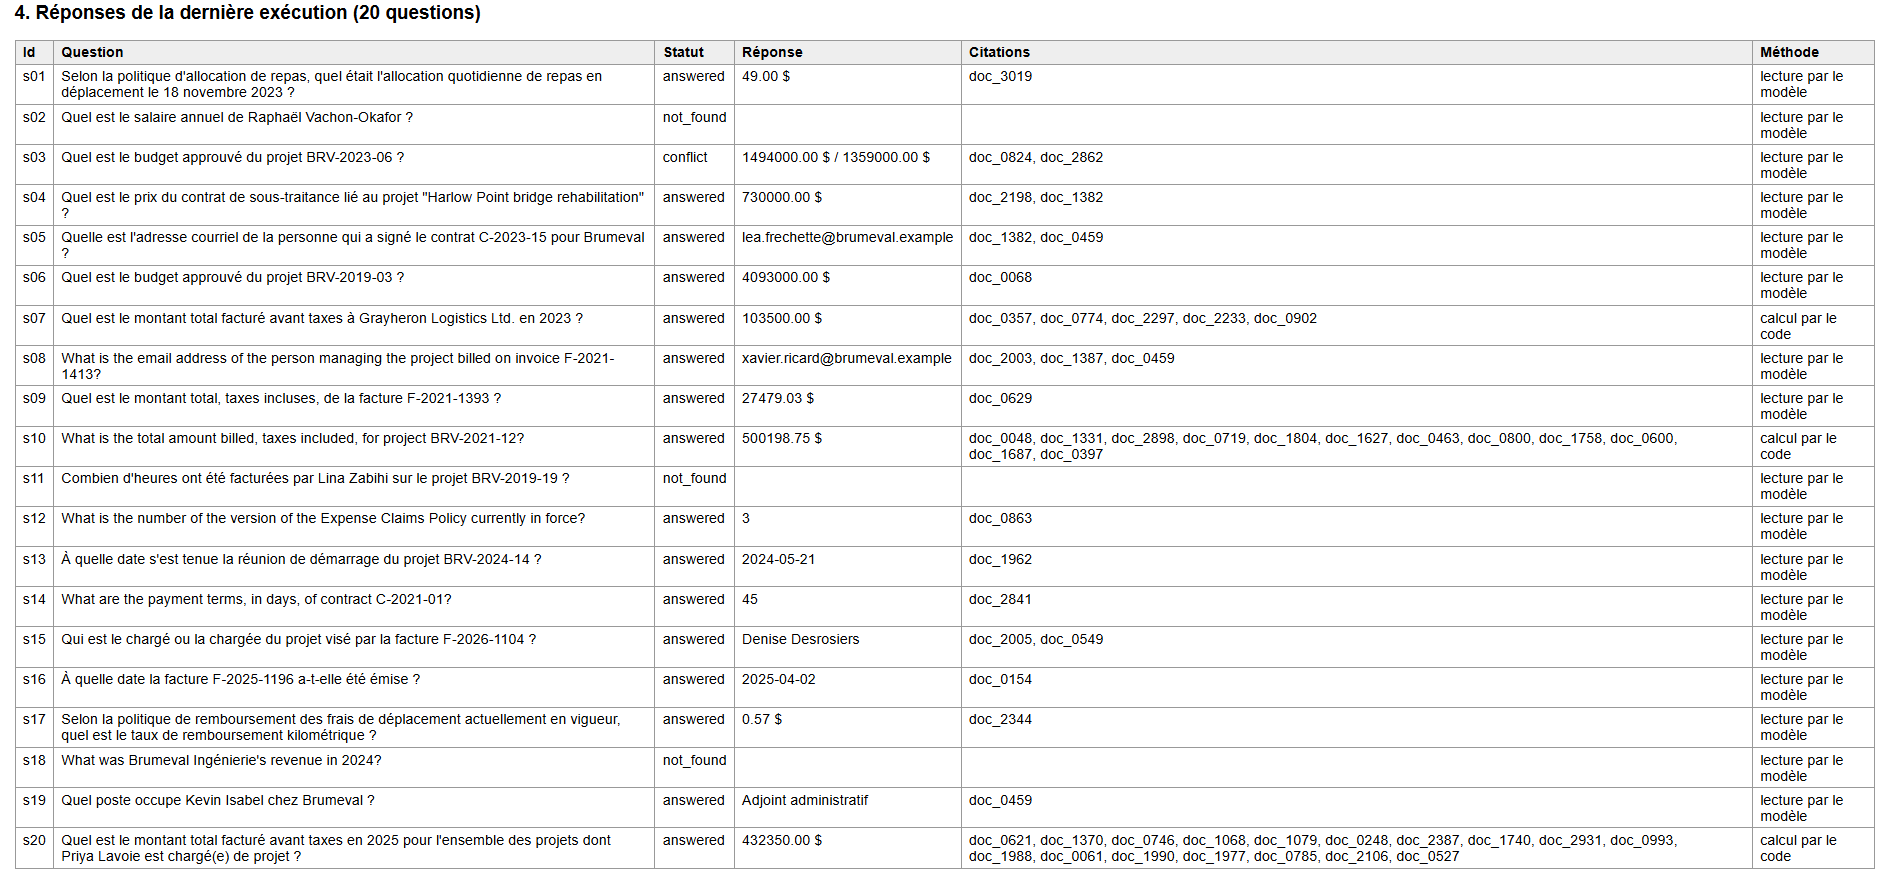 4. Réponses de la dernière exécution (20 questions)
Id Question Statut Réponse Citations Méthode
s01 Selon la politique d'allocation de repas, quel était l'allocation quotidienne de repas en déplacement le 18 novembre 2023 ? answered 49.00 $ doc_3019 lecture par le modèle
s02 Quel est le salaire annuel de Raphaël Vachon-Okafor ? not_found lecture par le modèle
s03 Quel est le budget approuvé du projet BRV-2023-06 ? conflict 1494000.00 $ / 1359000.00 $ doc_0824, doc_2862 lecture par le modèle
s04 Quel est le prix du contrat de sous-traitance lié au projet "Harlow Point bridge rehabilitation" ? answered 730000.00 $ doc_2198, doc_1382 lecture par le modèle
s05 Quelle est l'adresse courriel de la personne qui a signé le contrat C-2023-15 pour Brumeval ? answered lea.frechette@brumeval.example doc_1382, doc_0459 lecture par le modèle
s06 Quel est le budget approuvé du projet BRV-2019-03 ? answered 4093000.00 $ doc_0068 lecture par le modèle
s07 Quel est le montant total facturé avant taxes à Grayheron Logistics Ltd. en 2023 ? answered 103500.00 $ doc_0357, doc_0774, doc_2297, doc_2233, doc_0902 calcul par le code
s08 What is the email address of the person managing the project billed on invoice F-2021-1413? answered xavier.ricard@brumeval.example doc_2003, doc_1387, doc_0459 lecture par le modèle
s09 Quel est le montant total, taxes incluses, de la facture F-2021-1393 ? answered 27479.03 $ doc_0629 lecture par le modèle
s10 What is the total amount billed, taxes included, for project BRV-2021-12? answered 500198.75 $ doc_0048, doc_1331, doc_2898, doc_0719, doc_1804, doc_1627, doc_0463, doc_0800, doc_1758, doc_0600, doc_1687, doc_0397 calcul par le code
s11 Combien d'heures ont été facturées par Lina Zabihi sur le projet BRV-2019-19 ? not_found lecture par le modèle
s12 What is the number of the version of the Expense Claims Policy currently in force? answered 3 doc_0863 lecture par le modèle
s13 À quelle date s'est tenue la réunion de démarrage du projet BRV-2024-14 ? answered 2024-05-21 doc_1962 lecture par le modèle
s14 What are the payment terms, in days, of contract C-2021-01? answered 45 doc_2841 lecture par le modèle
s15 Qui est le chargé ou la chargée du projet visé par la facture F-2026-1104 ? answered Denise Desrosiers doc_2005, doc_0549 lecture par le modèle
s16 À quelle date la facture F-2025-1196 a-t-elle été émise ? answered 2025-04-02 doc_0154 lecture par le modèle
s17 Selon la politique de remboursement des frais de déplacement actuellement en vigueur, quel est le taux de remboursement kilométrique ? answered 0.57 $ doc_2344 lecture par le modèle
s18 What was Brumeval Ingénierie's revenue in 2024? not_found lecture par le modèle
s19 Quel poste occupe Kevin Isabel chez Brumeval ? answered Adjoint administratif doc_0459 lecture par le modèle
s20 Quel est le montant total facturé avant taxes en 2025 pour l'ensemble des projets dont Priya Lavoie est chargé(e) de projet ? answered 432350.00 $ doc_0621, doc_1370, doc_0746, doc_1068, doc_1079, doc_0248, doc_2387, doc_1740, doc_2931, doc_0993, doc_1988, doc_0061, doc_1990, doc_1977, doc_0785, doc_2106, doc_0527 calcul par le code